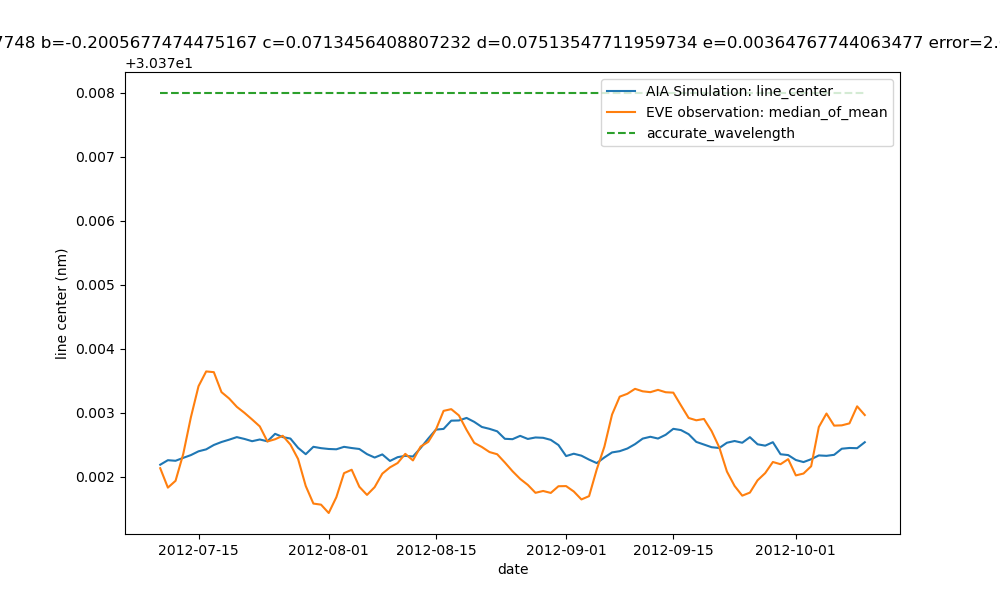 7748 b=-0.2005677474475167 c=0.0713456408807232 d=0.07513547711959734 e=0.00364767744063477 error=2.
+3.037e1
0.008
0.007
0.006
0.005
0.004
0.003
0.002
line center (nm)
AIA Simulation: line_center
EVE observation: median_of_mean
accurate_wavelength
2012-07-15 2012-08-01 2012-08-15 2012-09-01 2012-09-15 2012-10-01
date